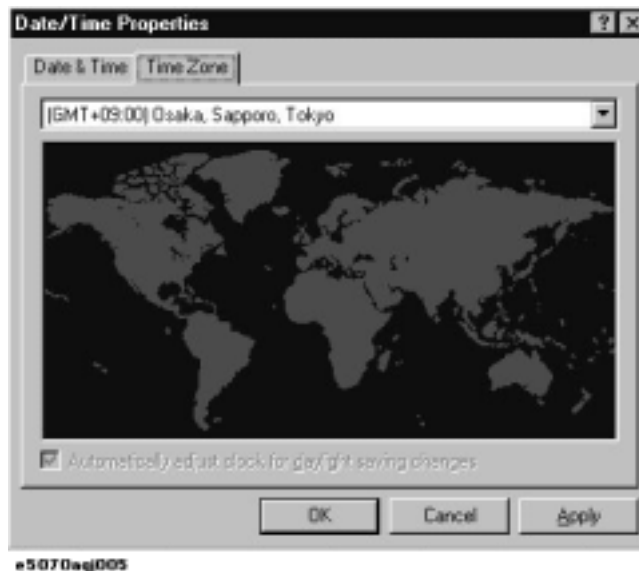 Date/Time Properties
Date & Time
Time Zone
(GMT+09:00) Osaka, Sapporo, Tokyo
Automatically adjust clock for daylight saving changes
OK
Cancel
Apply
e5070aqj005